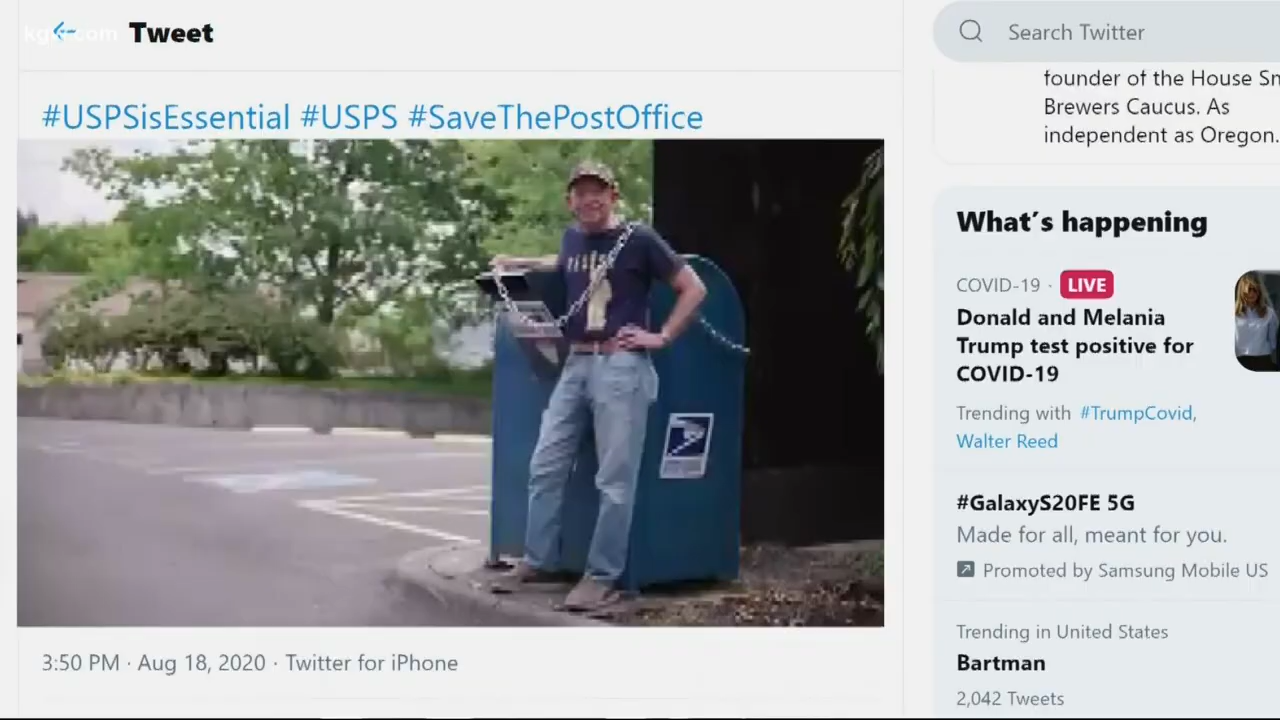 Tweet
Search Twitter
#USPSisEssential #USPS #SaveThePostOffice
3:50 PM · Aug 18, 2020 · Twitter for iPhone
founder of the House
Brewers Caucus. As
independent as Oregon.
What's happening
COVID-19 · LIVE
Donald and Melania
Trump test positive for
COVID-19
Trending with #TrumpCovid,
Walter Reed
#GalaxyS20FE 5G
Made for all, meant for you.
Promoted by Samsung Mobile US
Trending in United States
Bartman
2,042 Tweets